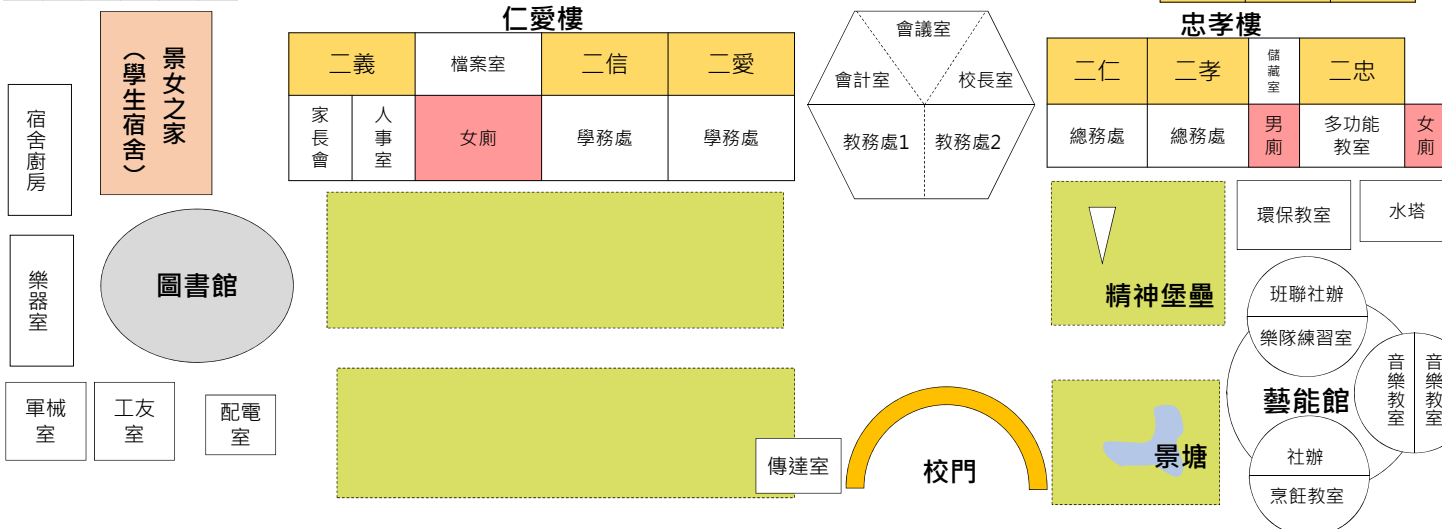 仁愛樓
忠孝樓
景女之家
（學生宿舍）
宿舍廚房
二義
檔案室
二信
二愛
家長會
人事室
女廁
學務處
學務處
會議室
會計室
校長室
教務處1
教務處2
二仁
二孝
儲藏室
二忠
總務處
總務處
男廁
多功能
教室
女廁
環保教室
水塔
樂器室
圖書館
精神堡壘
班聯社辦
樂隊練習室
音樂教室
音樂教室
藝能館
軍械
室
工友
室
配電
室
傳達室
校門
景塘
社辦
烹飪教室